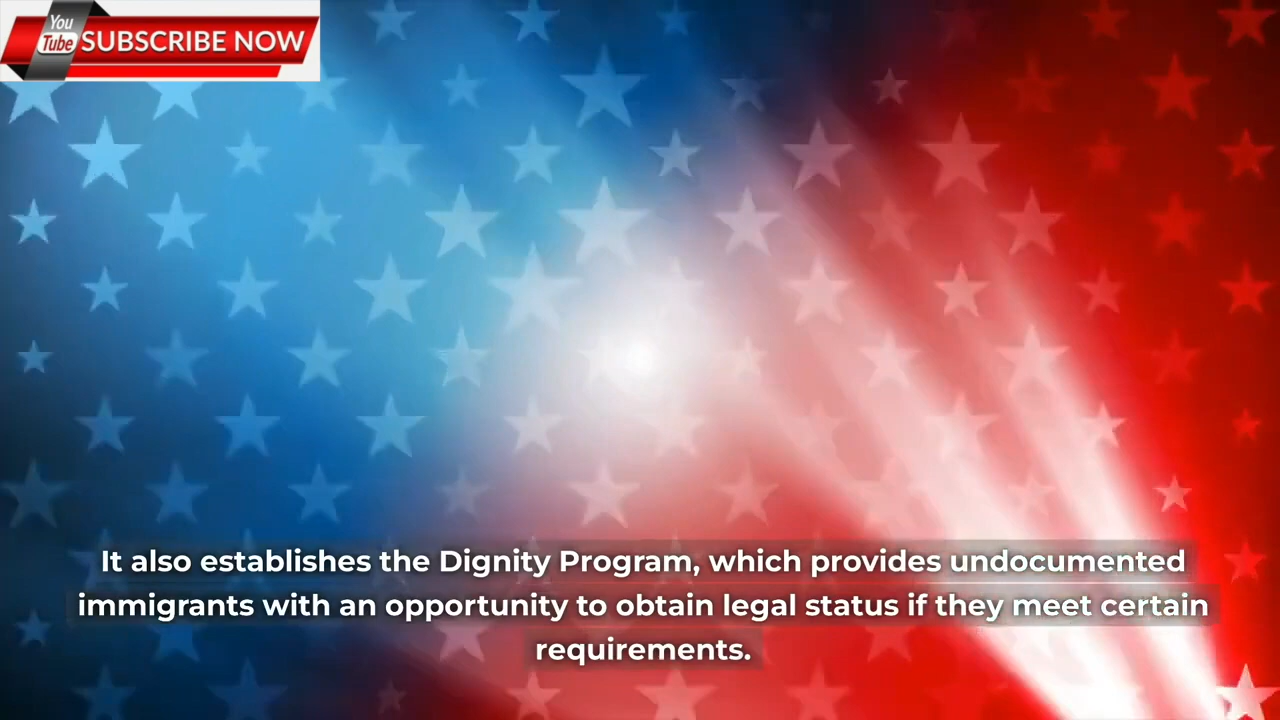 You
Tube
SUBSCRIBE NOW
It also establishes the Dignity Program, which provides undocumented
immigrants with an opportunity to obtain legal status if they meet certain
requirements.